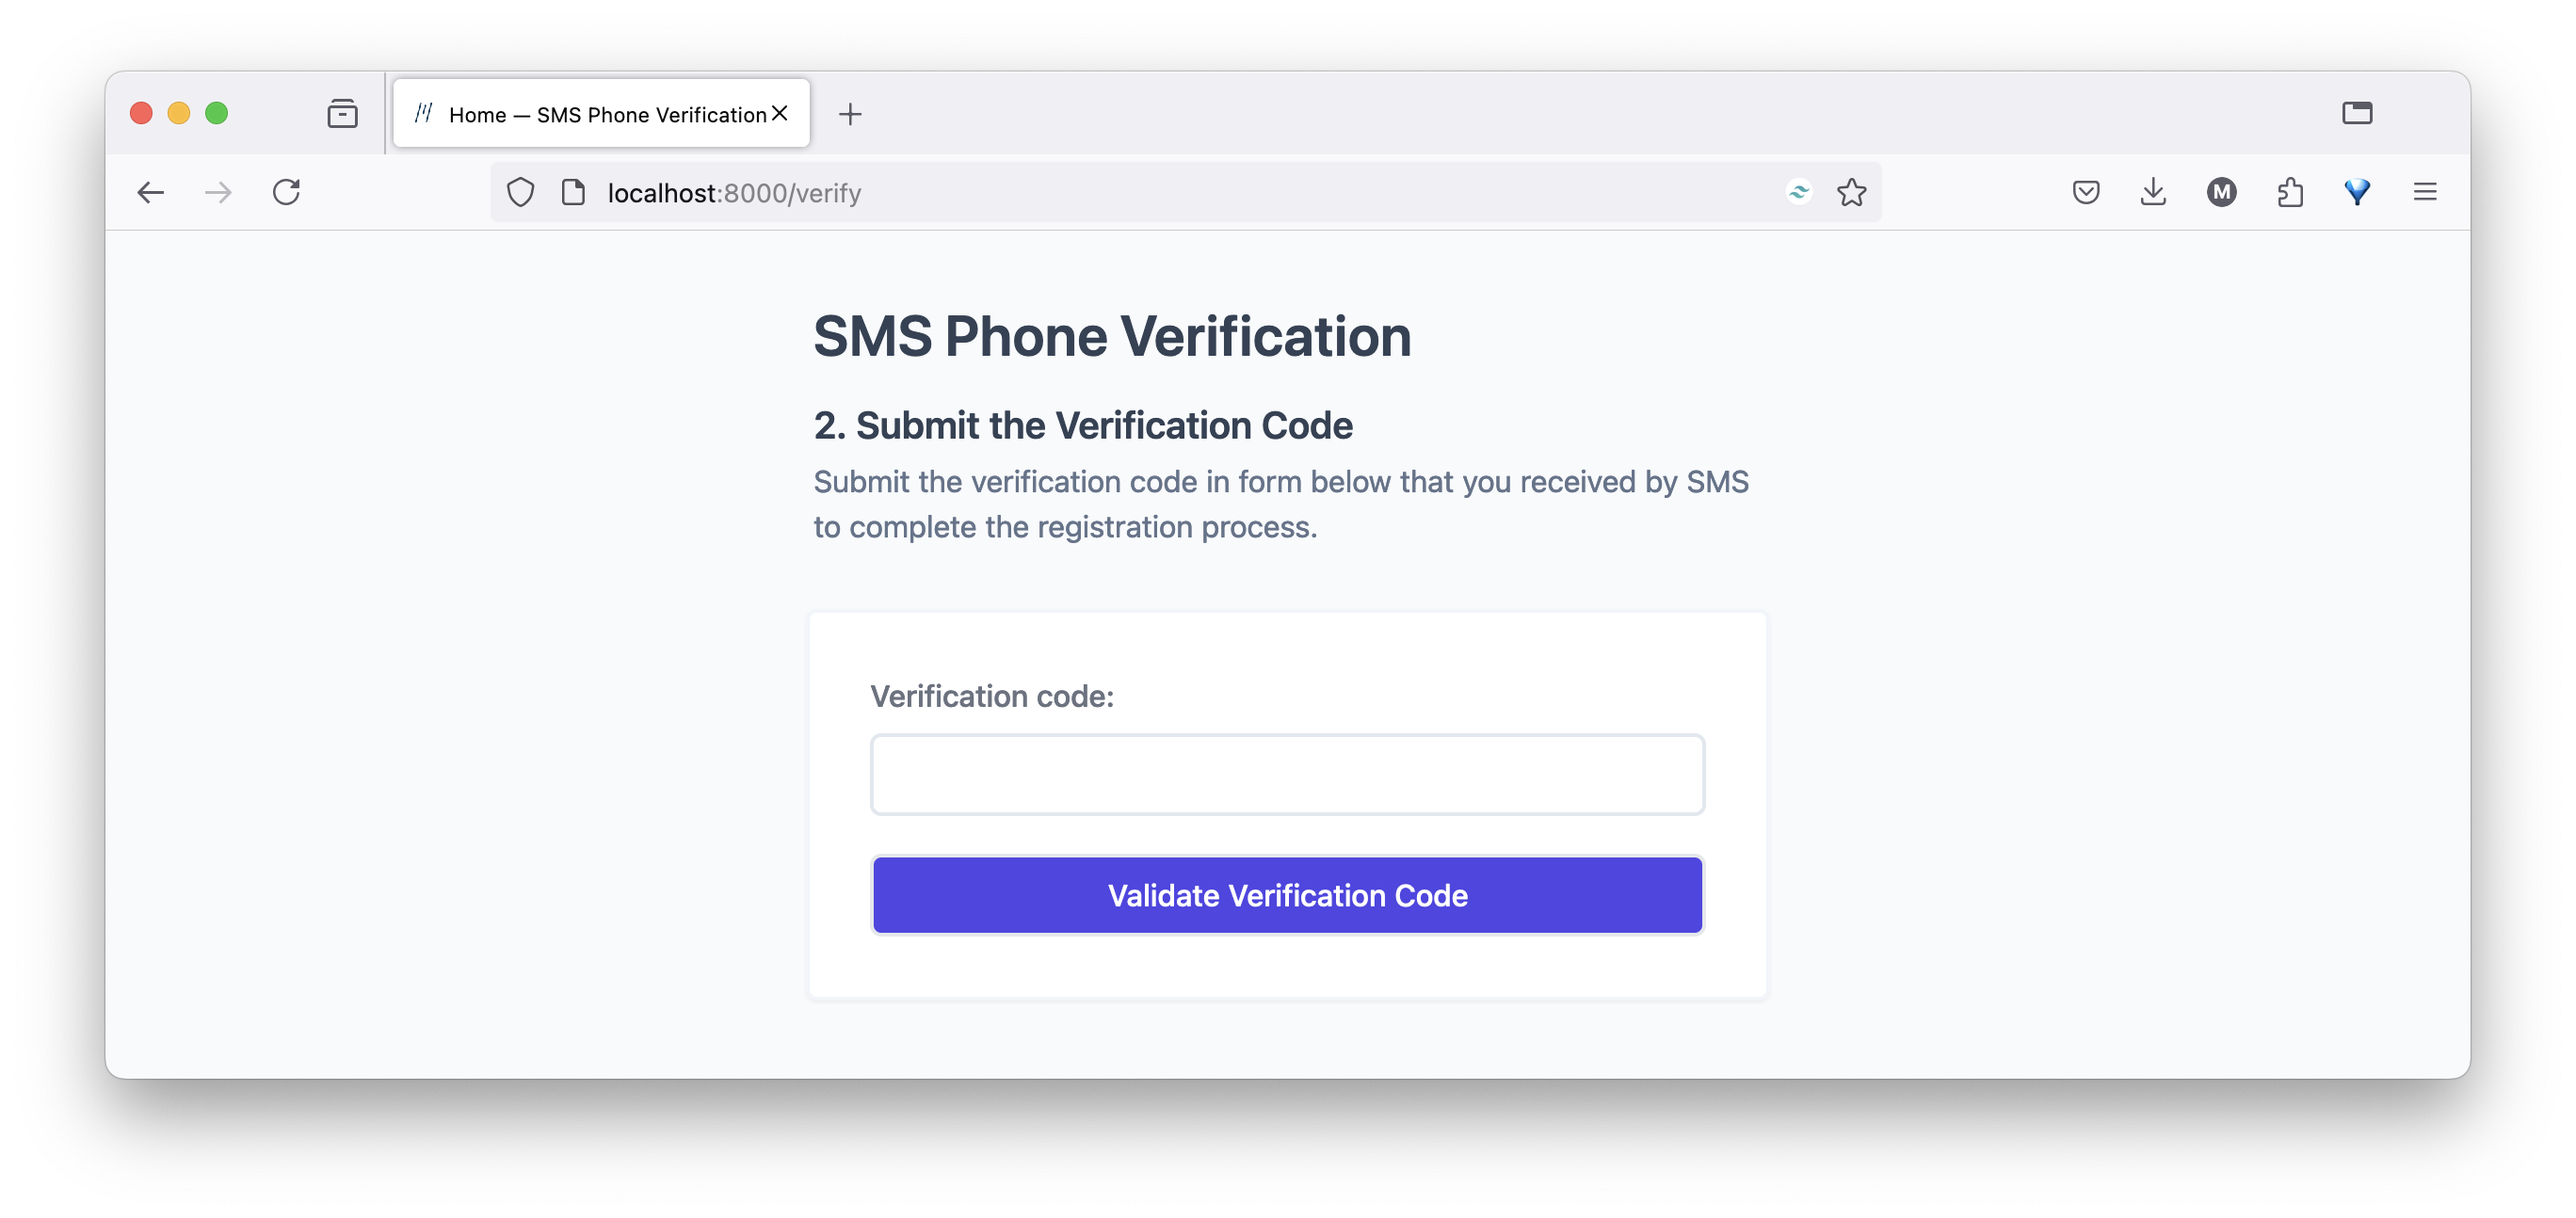 Home — SMS Phone Verification
localhost:8000/verify
M
SMS Phone Verification
2. Submit the Verification Code
Submit the verification code in form below that you received by SMS
to complete the registration process.
Verification code:
Validate Verification Code